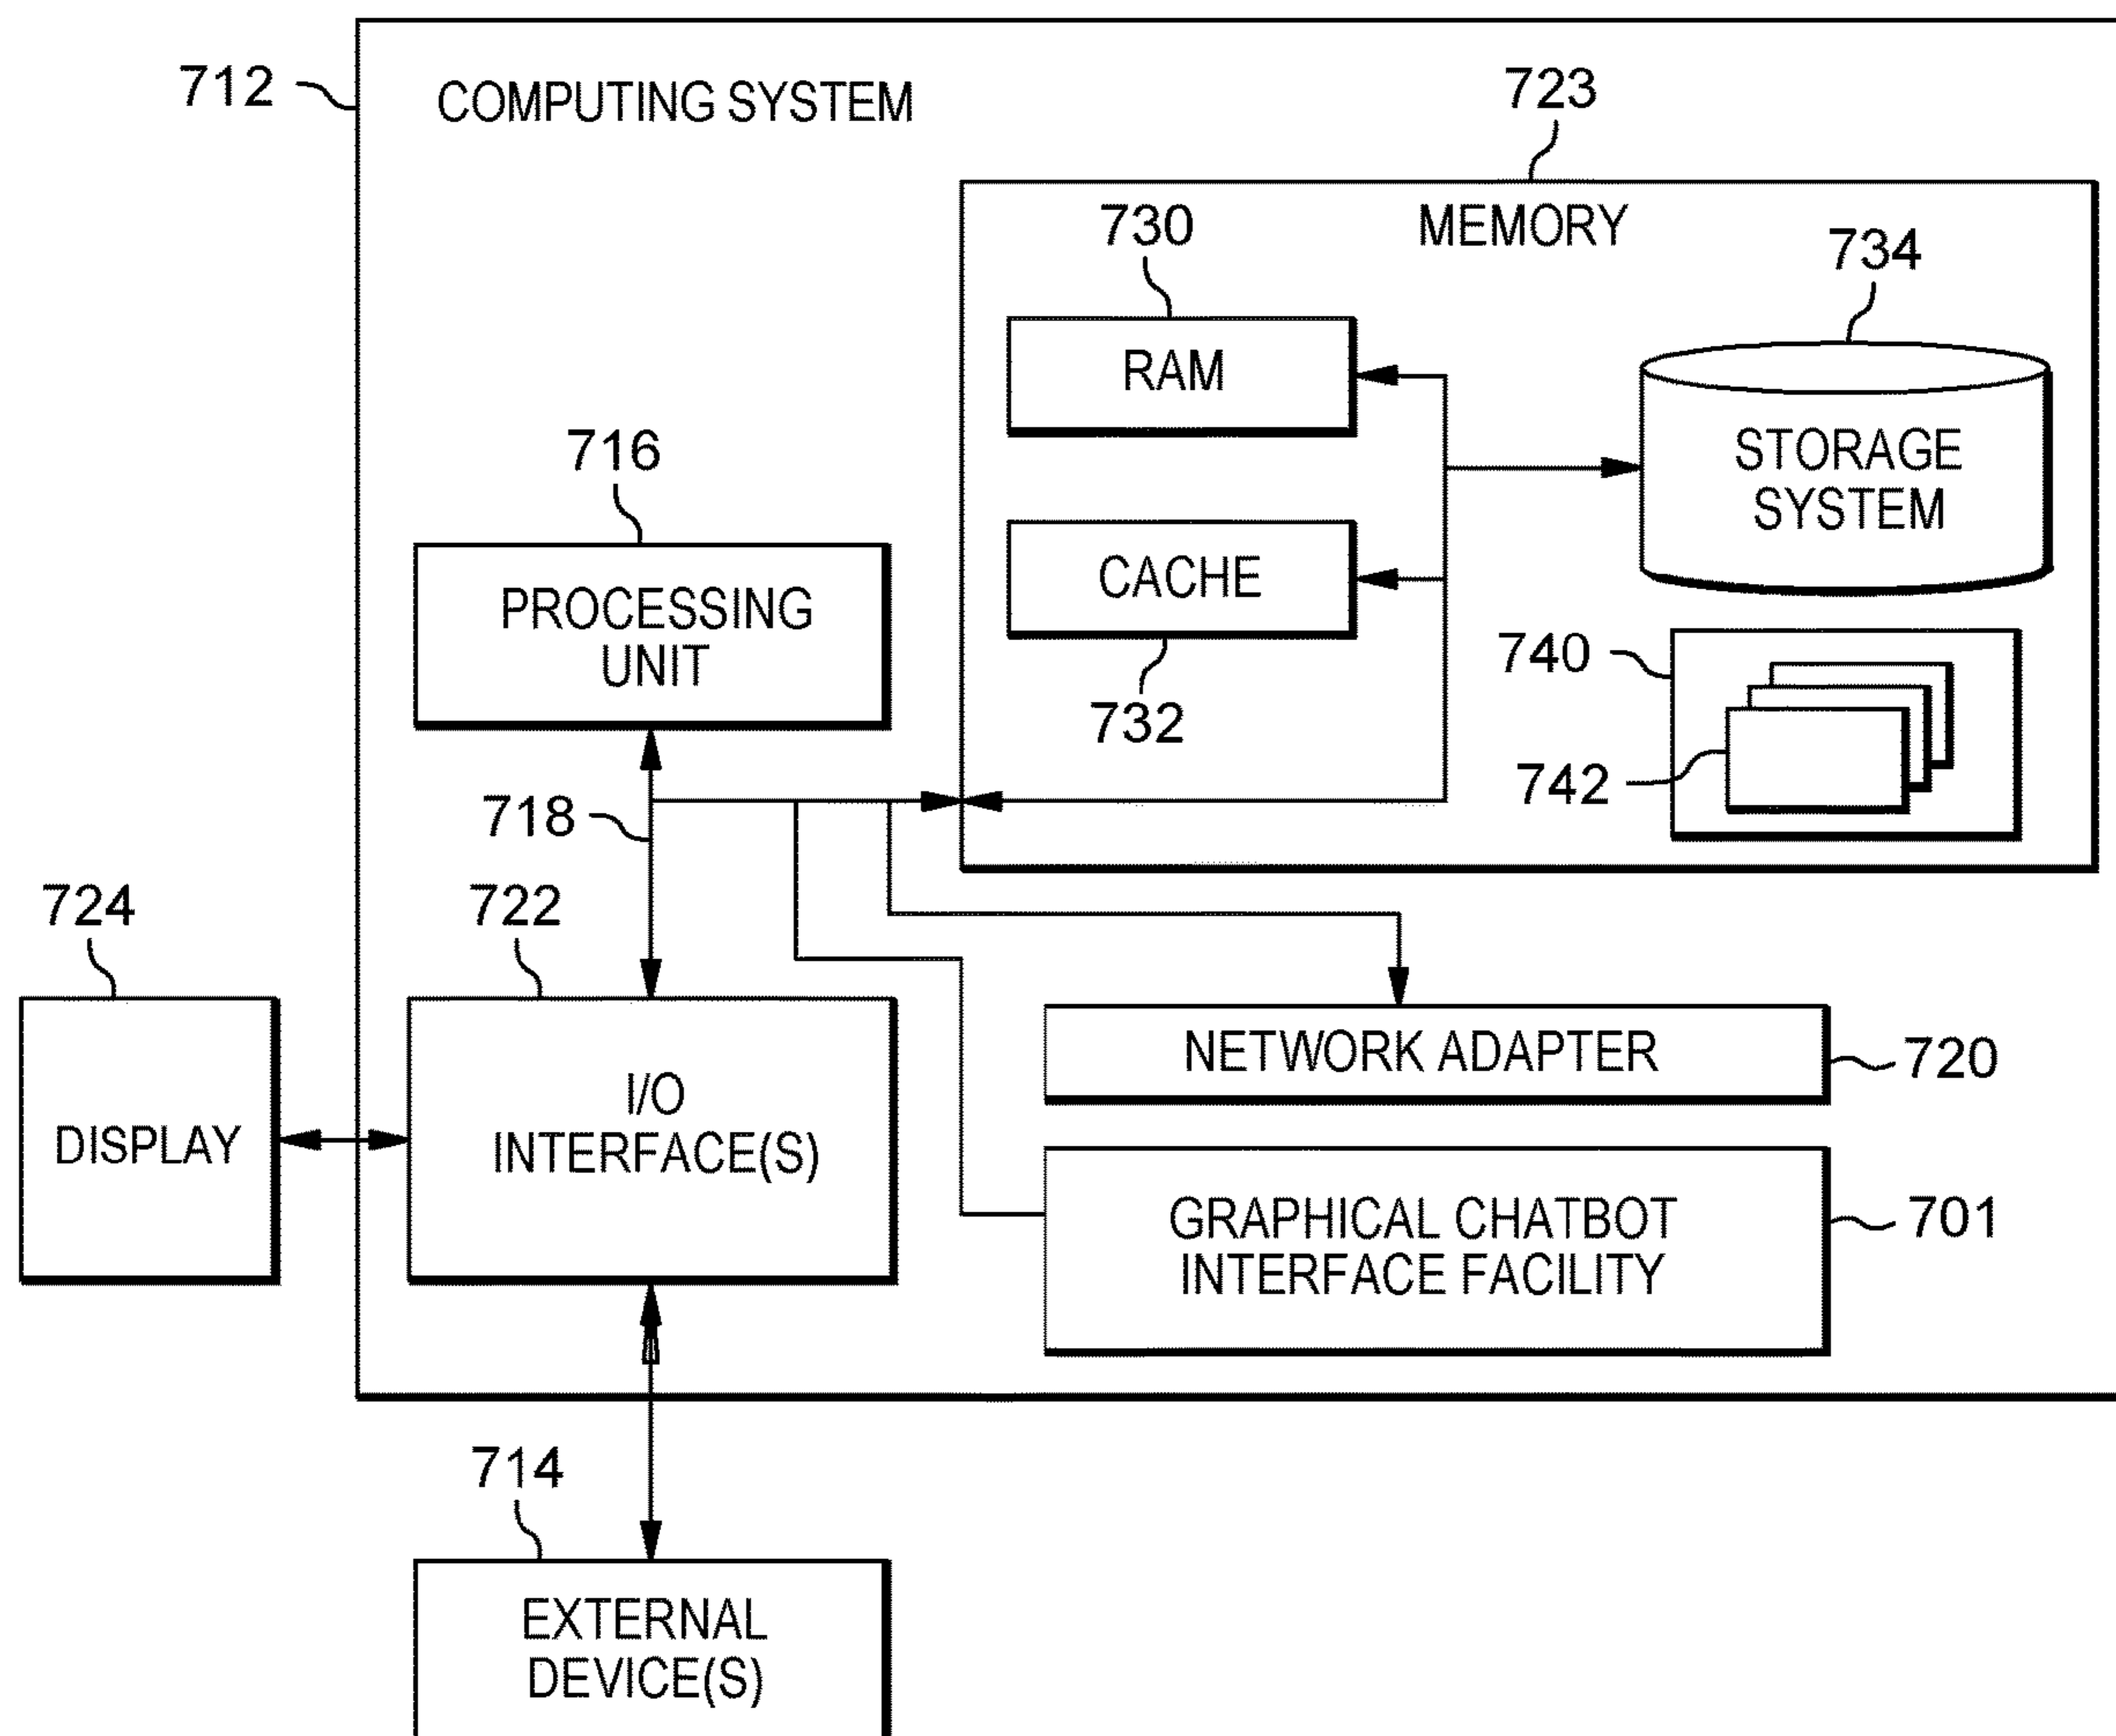 712
COMPUTING SYSTEM
723
MEMORY
730
734
RAM
STORAGE
SYSTEM
716
PROCESSING
UNIT
CACHE
732
740
742
718
724
722
DISPLAY
I/O
INTERFACE(S)
NETWORK ADAPTER
720
GRAPHICAL CHATBOT
INTERFACE FACILITY
701
714
EXTERNAL
DEVICE(S)